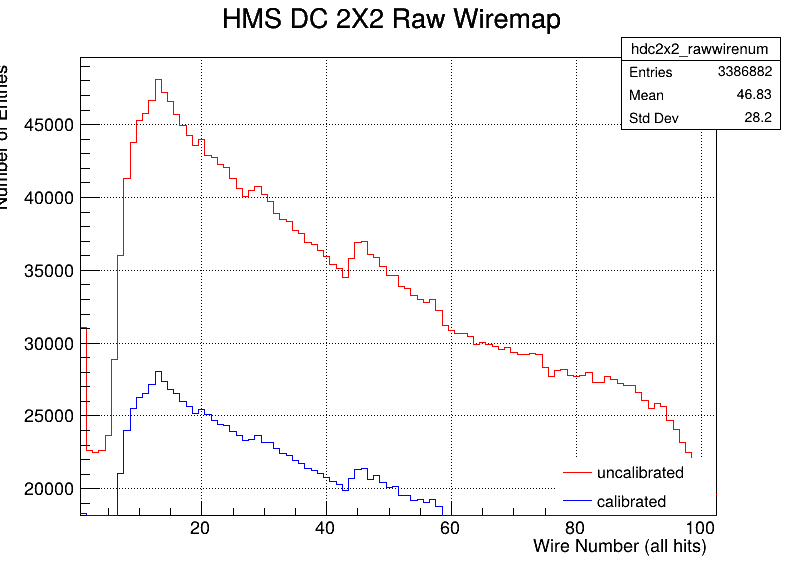 HMS DC 2X2 Raw Wiremap
hdc2x2_rawwirenum
Entries 3386882
Mean 46.83
Std Dev 28.2
Number of Entries
45000
40000
35000
30000
25000
20000
uncalibrated
calibrated
20 40 60 80 100
Wire Number (all hits)